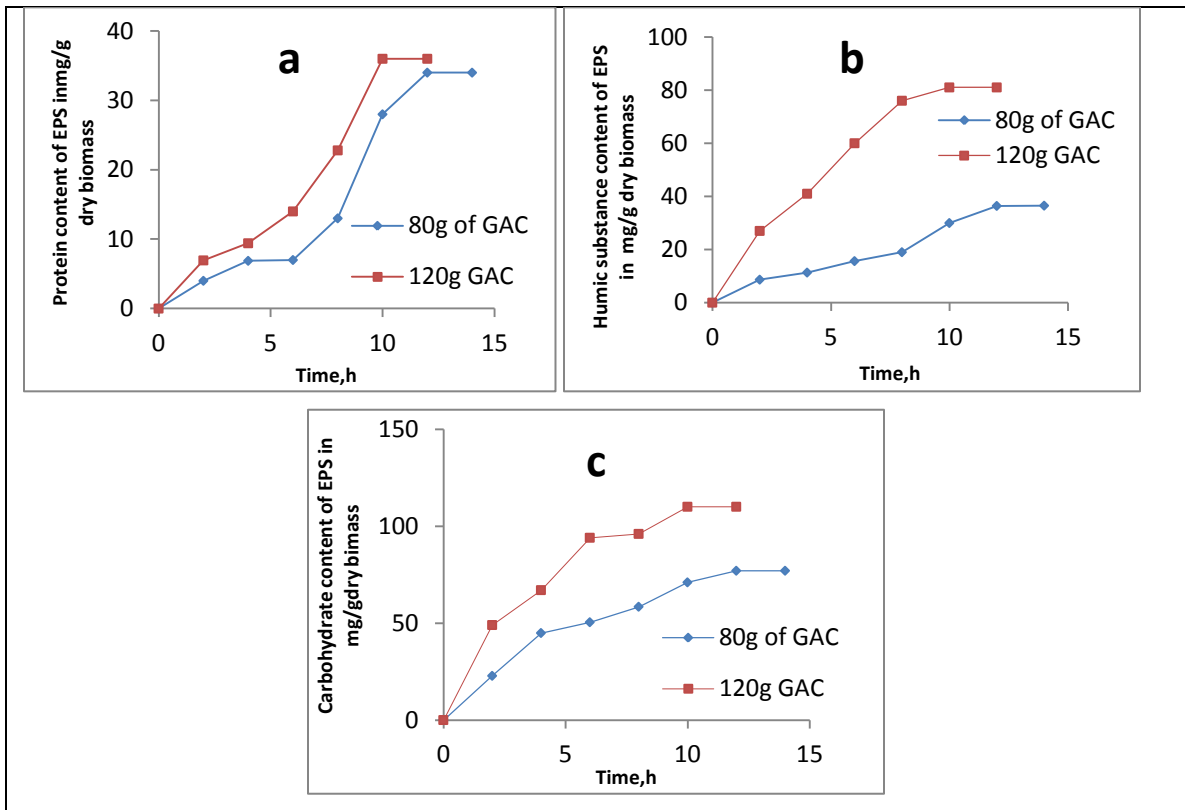 a
Protein content of EPS inmg/g
dry biomass
40
30
20
10
0
0 5 10 15
Time,h
80g of GAC
120g GAC
b
Humic substance content of EPS
in mg/g dry biomass
100
80
60
40
20
0
0 5 10 15
Time,h
80g of GAC
120g GAC
c
Carbohydrate content of EPS in
mg/gdry bimass
150
100
50
0
0 5 10 15
Time,h
80g of GAC
120g GAC